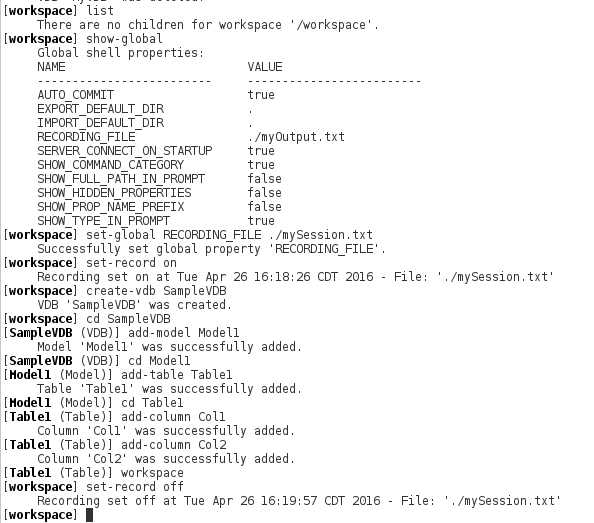 [workspace] list
There are no children for workspace '/workspace'.
[workspace] show-global
Global shell properties:
NAME VALUE
------------------------- -------------------------
AUTO_COMMIT true
EXPORT_DEFAULT_DIR .
IMPORT_DEFAULT_DIR .
RECORDING_FILE ./myOutput.txt
SERVER_CONNECT_ON_STARTUP true
SHOW_COMMAND_CATEGORY true
SHOW_FULL_PATH_IN_PROMPT false
SHOW_HIDDEN_PROPERTIES false
SHOW_PROP_NAME_PREFIX false
SHOW_TYPE_IN_PROMPT true
[workspace] set-global RECORDING_FILE ./mySession.txt
Successfully set global property 'RECORDING_FILE'.
[workspace] set-record on
Recording set on at Tue Apr 26 16:18:26 CDT 2016 - File: './mySession.txt'
[workspace] create-vdb SampleVDB
VDB 'SampleVDB' was created.
[workspace] cd SampleVDB
[SampleVDB (VDB)] add-model Model1
Model 'Model1' was successfully added.
[SampleVDB (VDB)] cd Model1
[Model1 (Model)] add-table Table1
Table 'Table1' was successfully added.
[Model1 (Model)] cd Table1
[Table1 (Table)] add-column Col1
Column 'Col1' was successfully added.
[Table1 (Table)] add-column Col2
Column 'Col2' was successfully added.
[Table1 (Table)] workspace
[workspace] set-record off
Recording set off at Tue Apr 26 16:19:57 CDT 2016 - File: './mySession.txt'
[workspace]